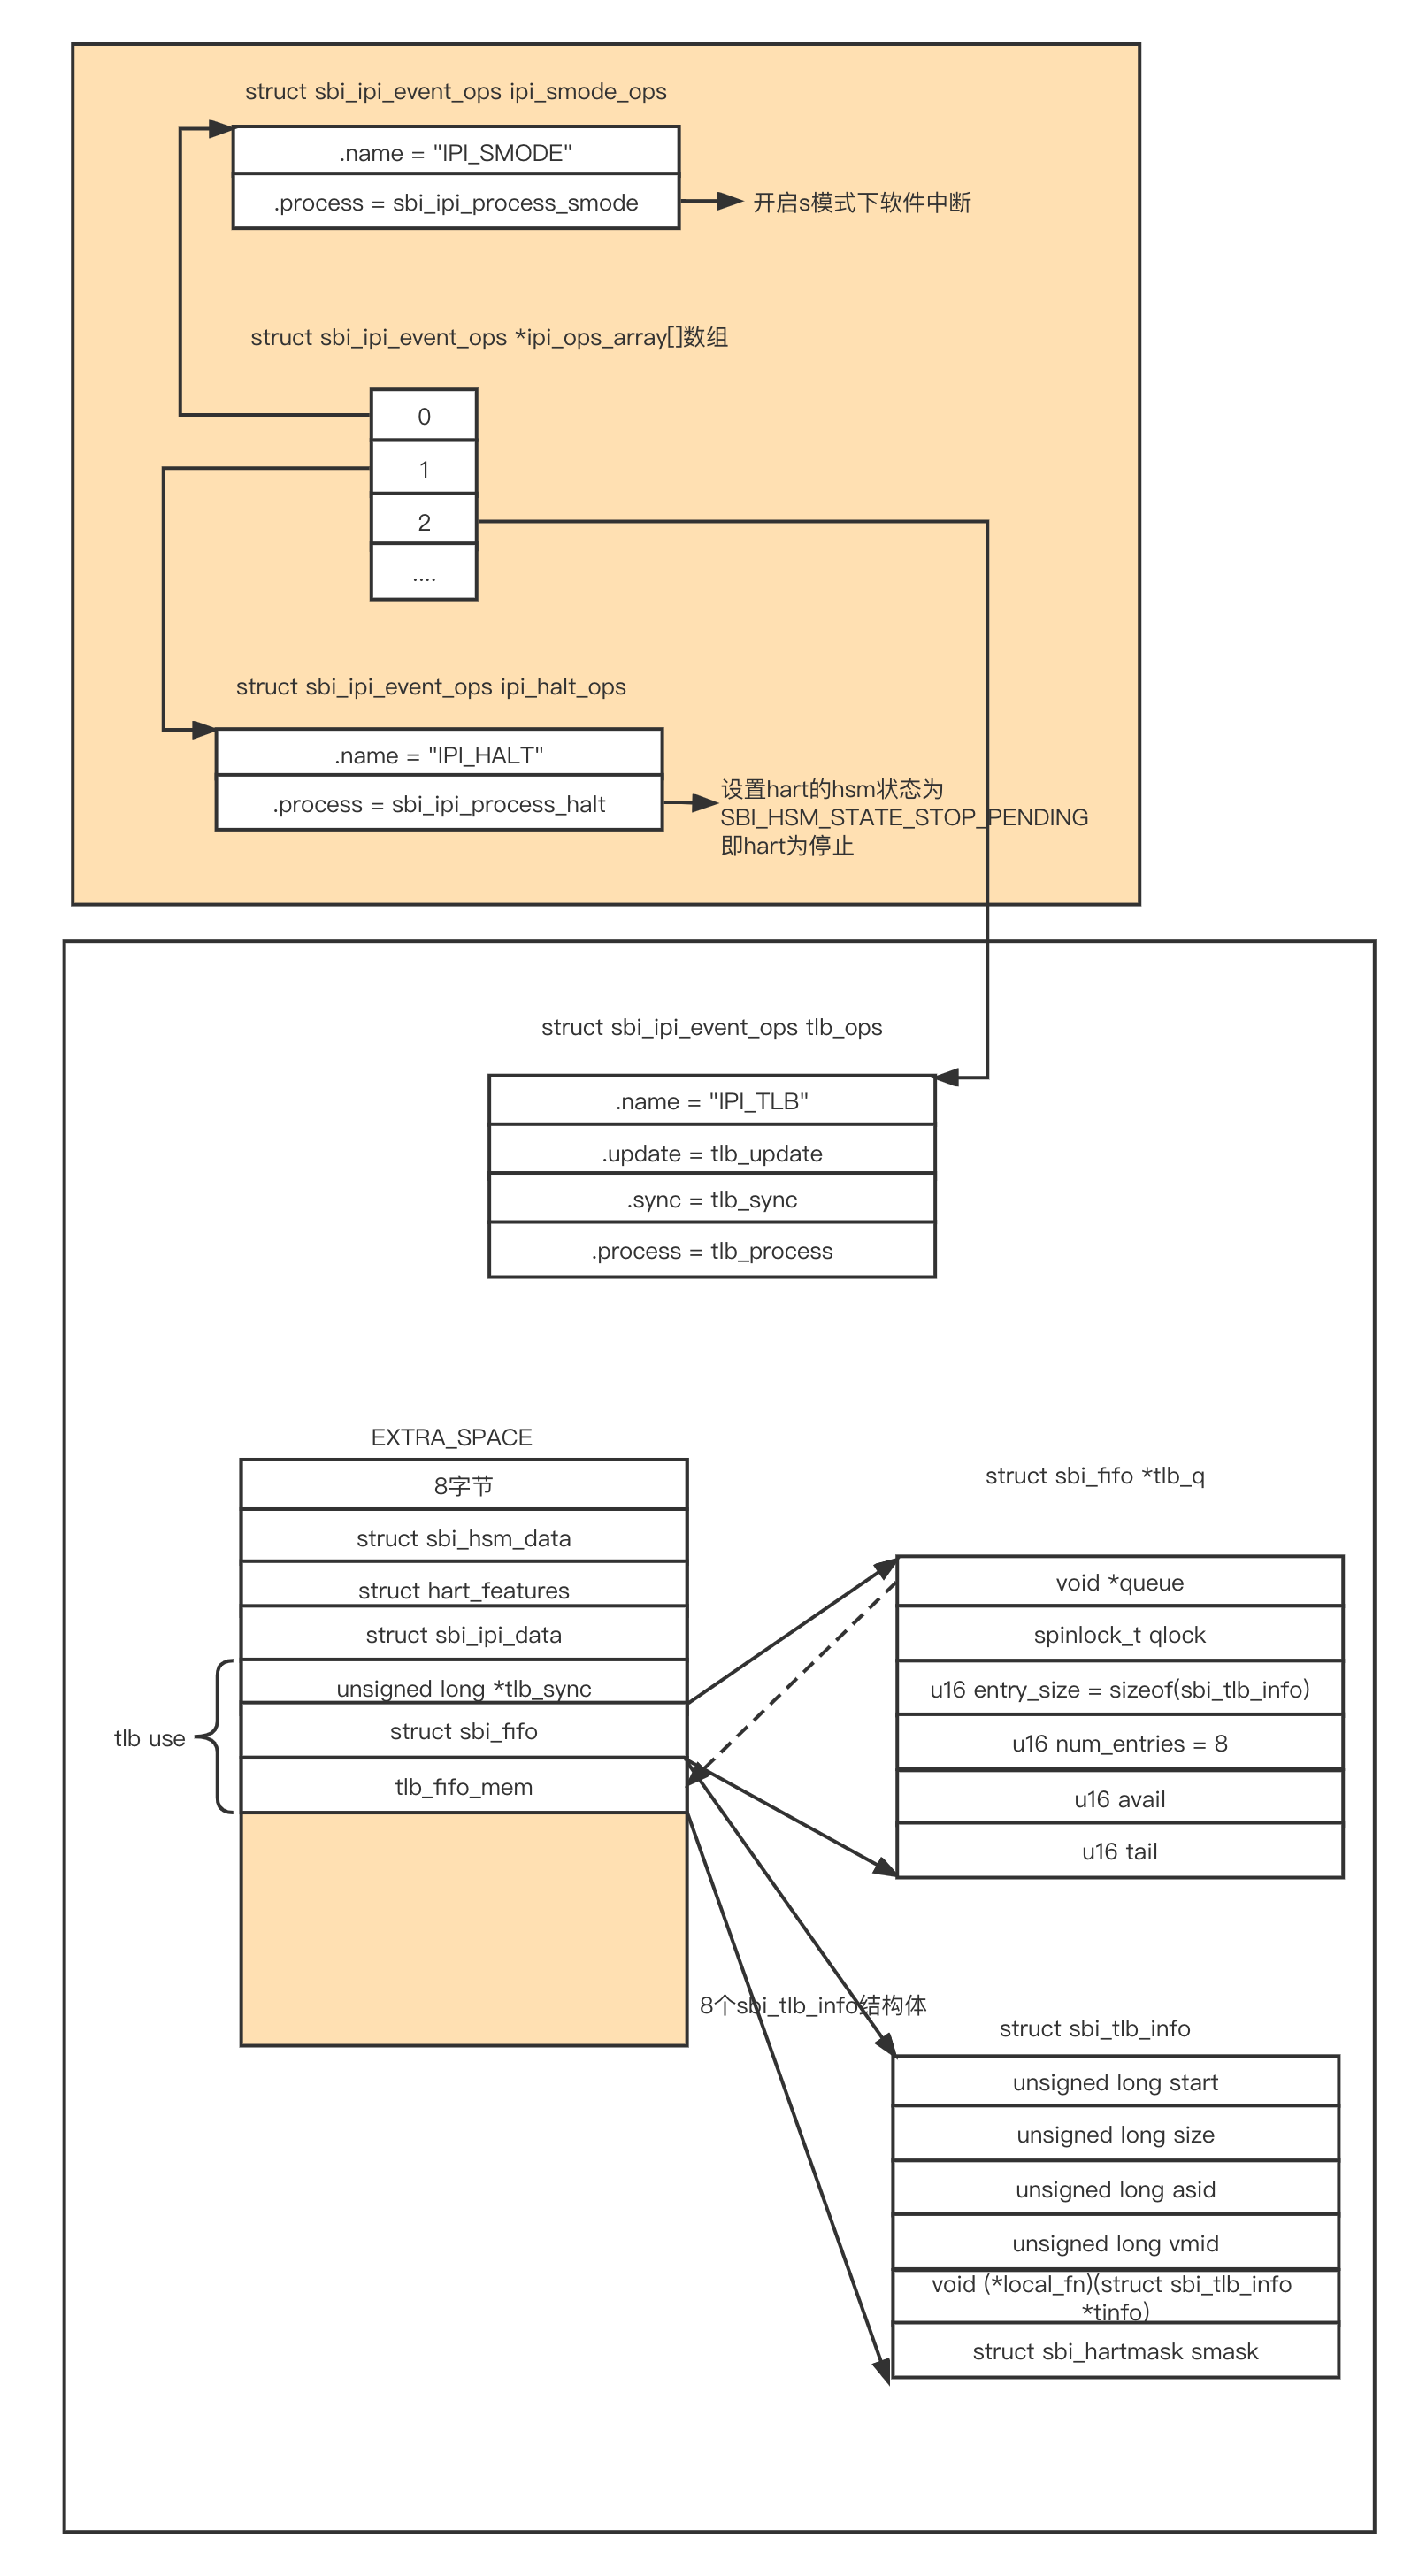 struct sbi_ipi_event_ops ipi_smode_ops
.name = "IPI_SMODE"
.process = sbi_ipi_process_smode
开启s模式下软件中断
struct sbi_ipi_event_ops *ipi_ops_array[]数组
0
1
2
....
struct sbi_ipi_event_ops ipi_halt_ops
.name = "IPI_HALT"
.process = sbi_ipi_process_halt
设置hart的hsm状态为
SBI_HSM_STATE_STOP_PENDING
即hart为停止
struct sbi_ipi_event_ops tlb_ops
.name = "IPI_TLB"
.update = tlb_update
.sync = tlb_sync
.process = tlb_process
EXTRA_SPACE
8字节
struct sbi_hsm_data
struct hart_features
struct sbi_ipi_data
unsigned long *tlb_sync
struct sbi_fifo
tlb_fifo_mem
tlb use
struct sbi_fifo *tlb_q
void *queue
spinlock_t qlock
u16 entry_size = sizeof(sbi_tlb_info)
u16 num_entries = 8
u16 avail
u16 tail
8个sbi_tlb_info结构体
struct sbi_tlb_info
unsigned long start
unsigned long size
unsigned long asid
unsigned long vmid
void (*local_fn)(struct sbi_tlb_info
*tinfo)
struct sbi_hartmask smask